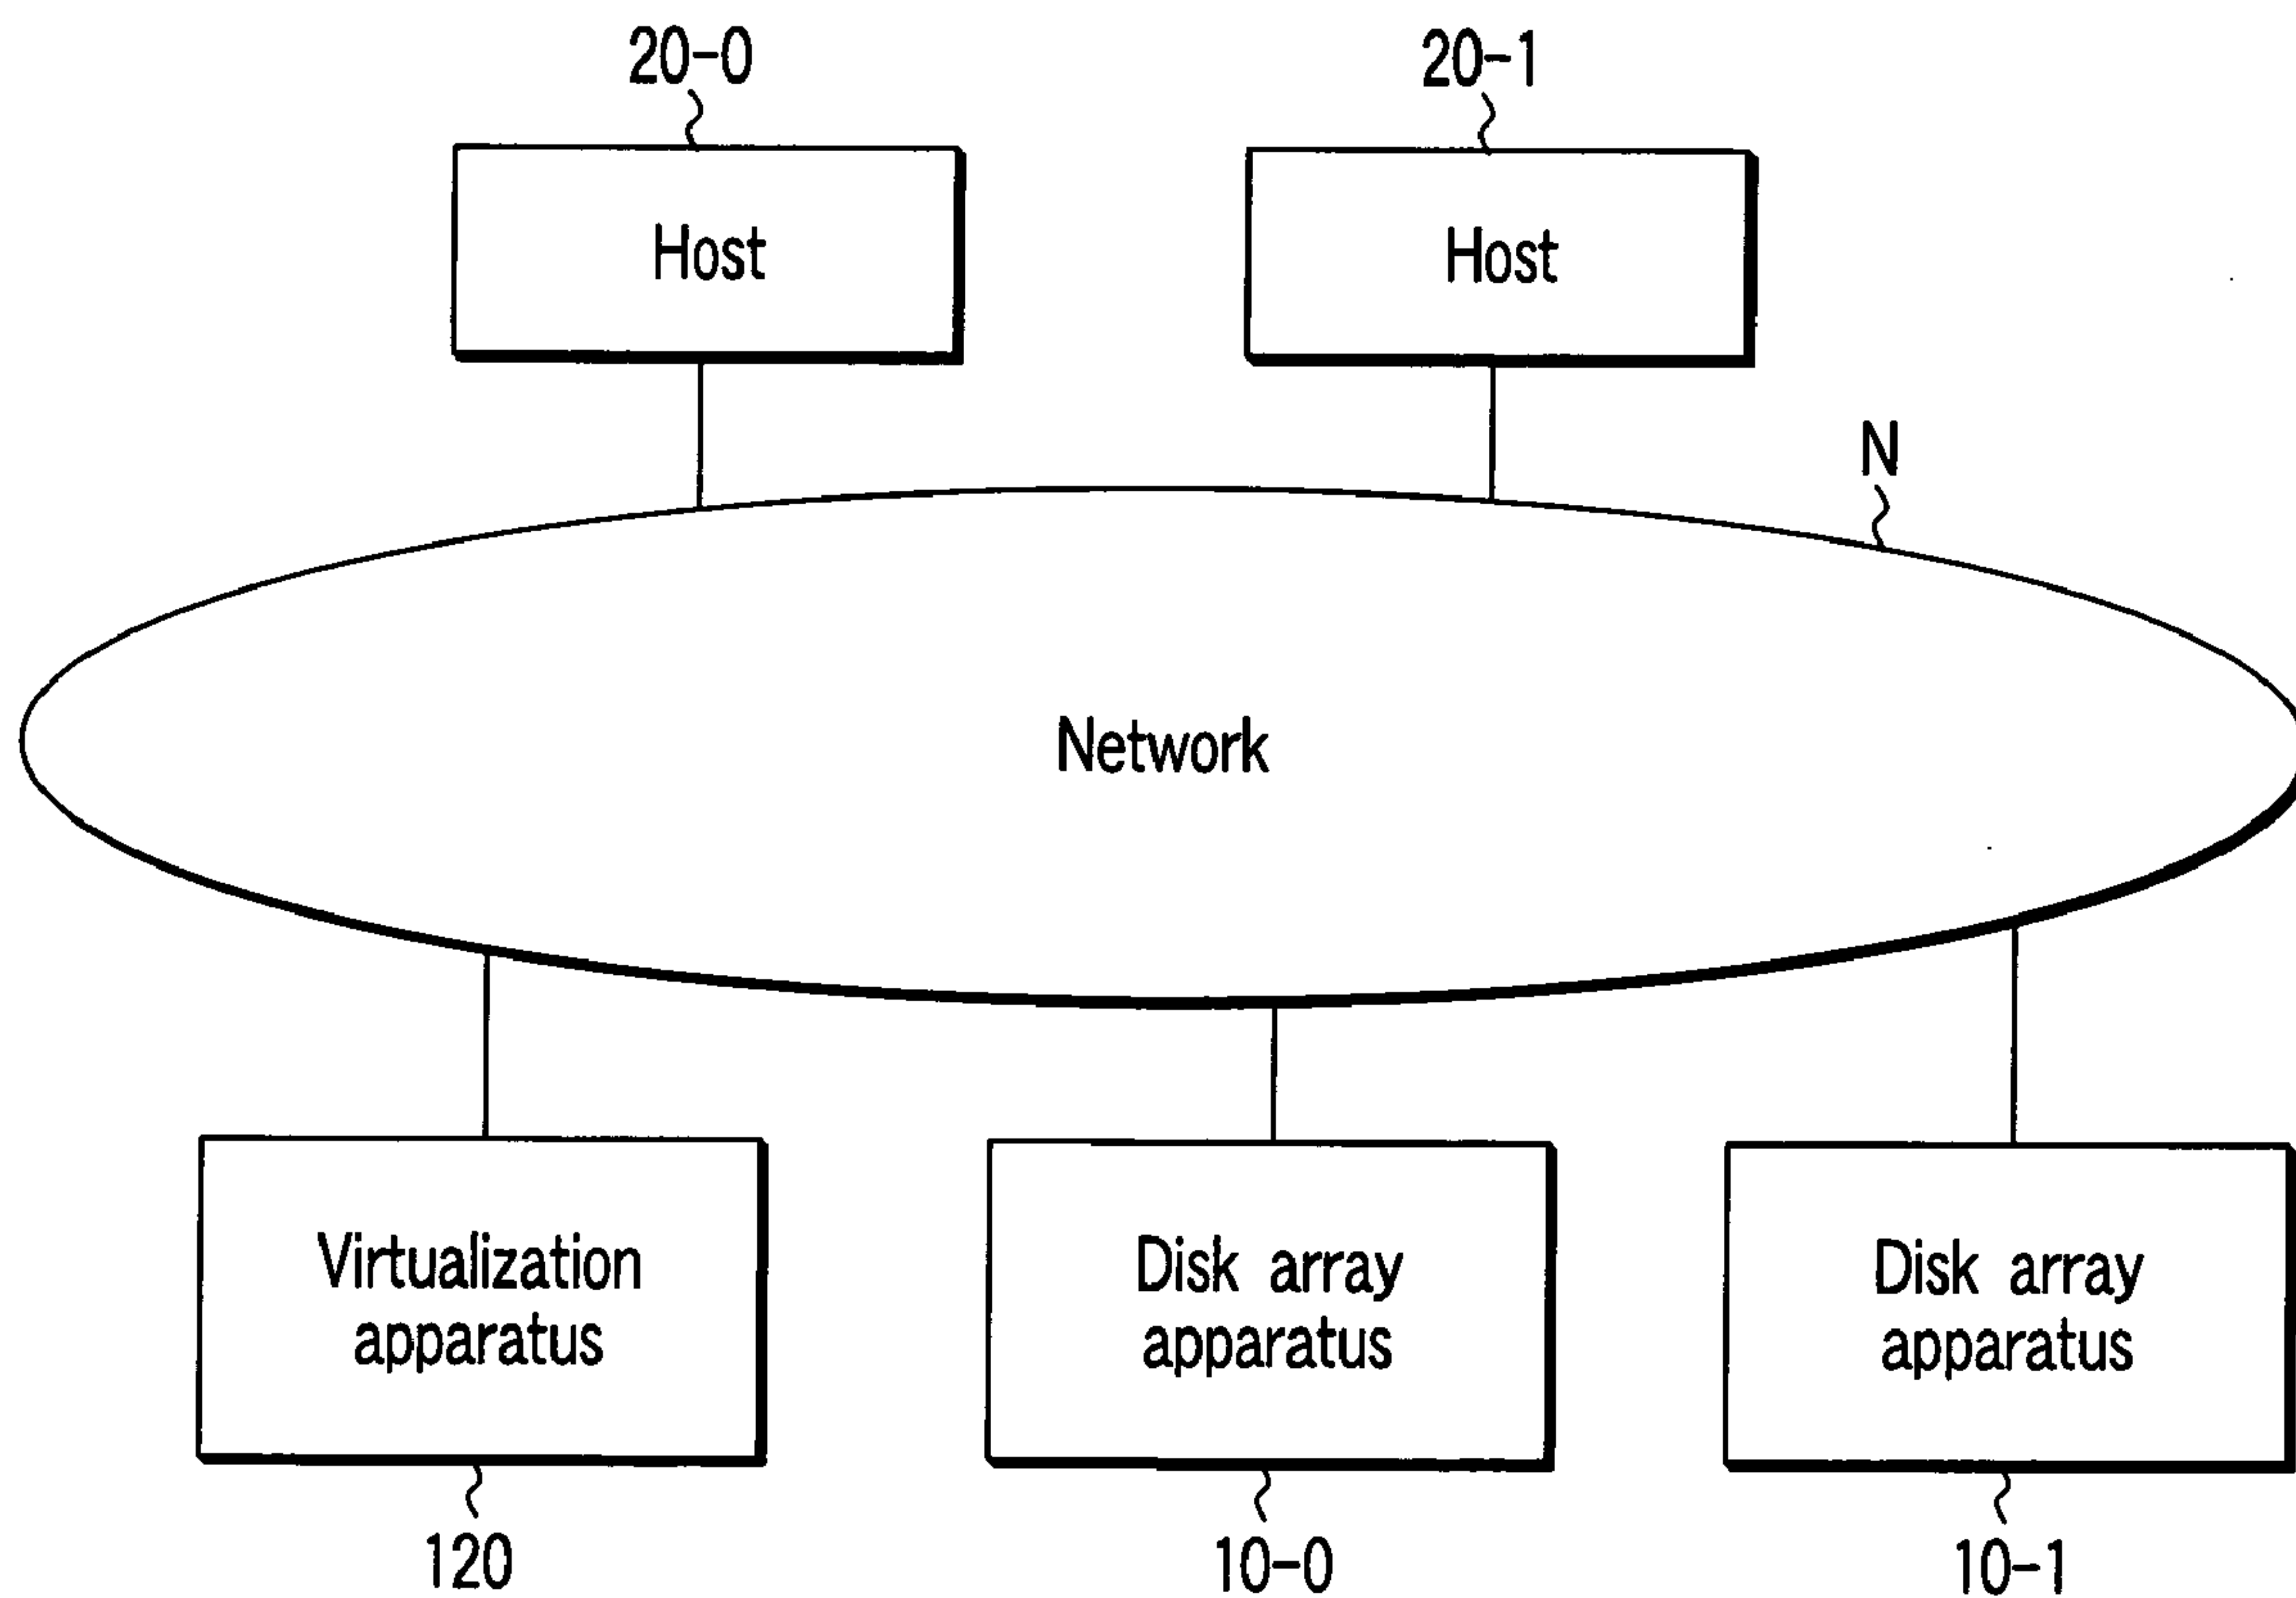 20-0
20-1
Host
Host
N
Network
Virtualization
apparatus
Disk array
apparatus
Disk array
apparatus
120
10-0
10-1